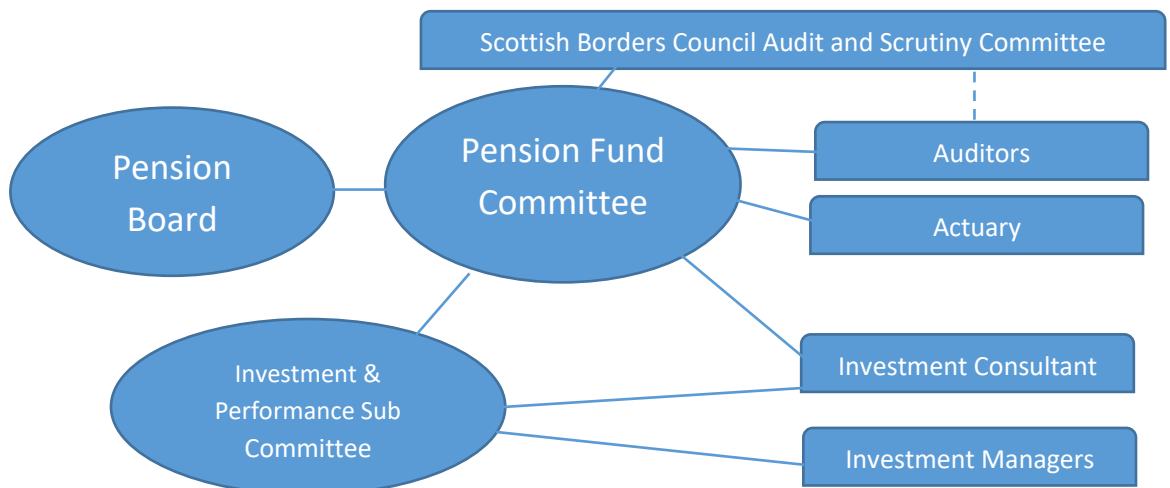 Scottish Borders Council Audit and Scrutiny Committee
Pension
Board
Pension Fund
Committee
Auditors
Actuary
Investment &
Performance Sub
Committee
Investment Consultant
Investment Managers